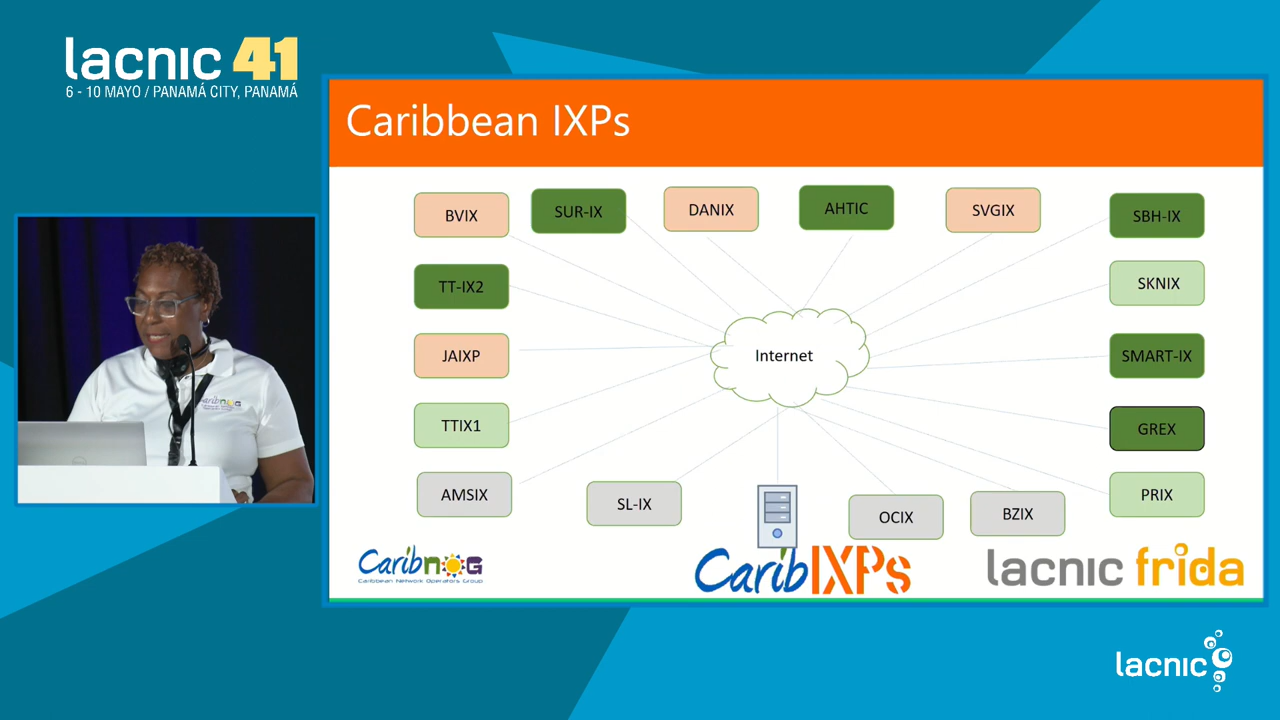 lacnic 41
6 - 10 MAYO / PANAMÁ CITY, PANAMÁ
Caribbean IXPs
BVIX
SUR-IX
DANIX
AHTIC
SVGIX
SBH-IX
TT-IX2
SKNIX
JAIXP
Internet
SMART-IX
TTIX1
GREX
AMSIX
SL-IX
OCIX
BZIX
PRIX
CaribNOG
Caribbean Network Operators Group
CaribIXPs
lacnic frida
caribnog
lacnic